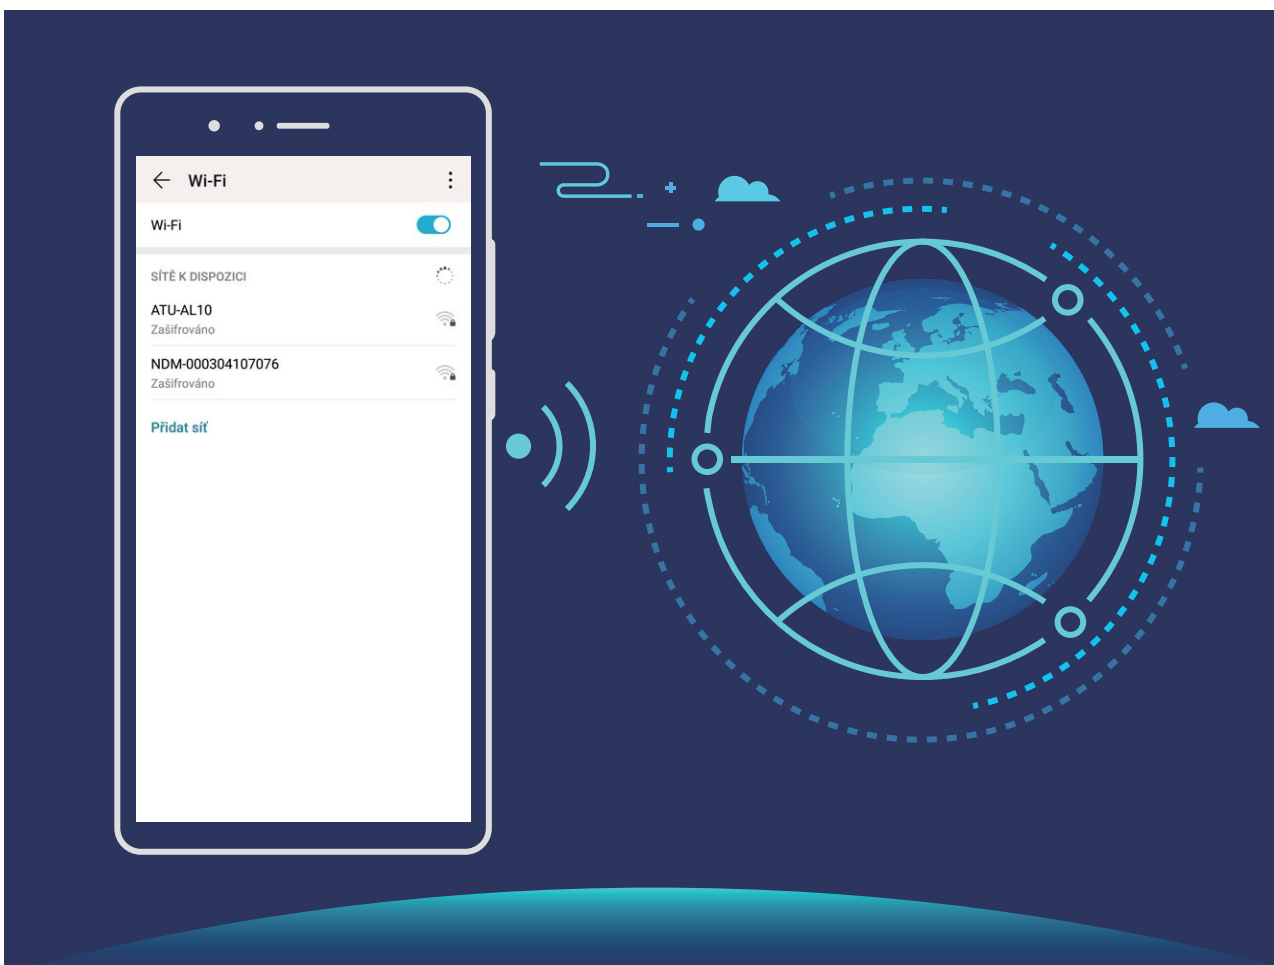 Wi-Fi
Wi-Fi
SÍTĚ K DISPOZICI
ATU-AL10
Zašifrováno
NDM-000304107076
Zašifrováno
Přidat síť